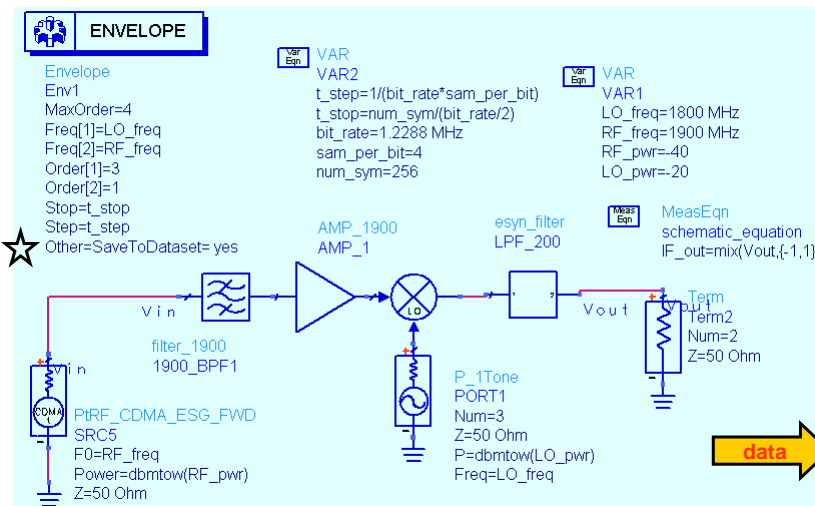 ENVELOPE
Envelope
Env1
MaxOrder=4
Freq[1]=LO_freq
Freq[2]=RF_freq
Order[1]=3
Order[2]=1
Stop=t_stop
Step=t_step
Other=SaveToDataset= yes
Var
Eqn
VAR
VAR2
t_step=1/(bit_rate*sam_per_bit)
t_stop=num_sym/(bit_rate/2)
bit_rate=1.2288 MHz
sam_per_bit=4
num_sym=256
Var
Eqn
VAR
VAR1
LO_freq=1800 MHz
RF_freq=1900 MHz
RF_pwr=-40
LO_pwr=-20
Meas
Eqn
MeasEqn
schematic_equation
IF_out=mix(Vout,{-1,1}
AMP_1900
AMP_1
esyn_filter
LPF_200
1
2
LO
Vin
filter_1900
1900_BPF1
Vin
CDMA
1
PtRF_CDMA_ESG_FWD
SRC5
F0=RF_freq
Power=dbmtow(RF_pwr)
Z=50 Ohm
P_1Tone
PORT1
Num=3
Z=50 Ohm
P=dbmtow(LO_pwr)
Freq=LO_freq
Vout
Vout
Term
Term2
Num=2
Z=50 Ohm
data